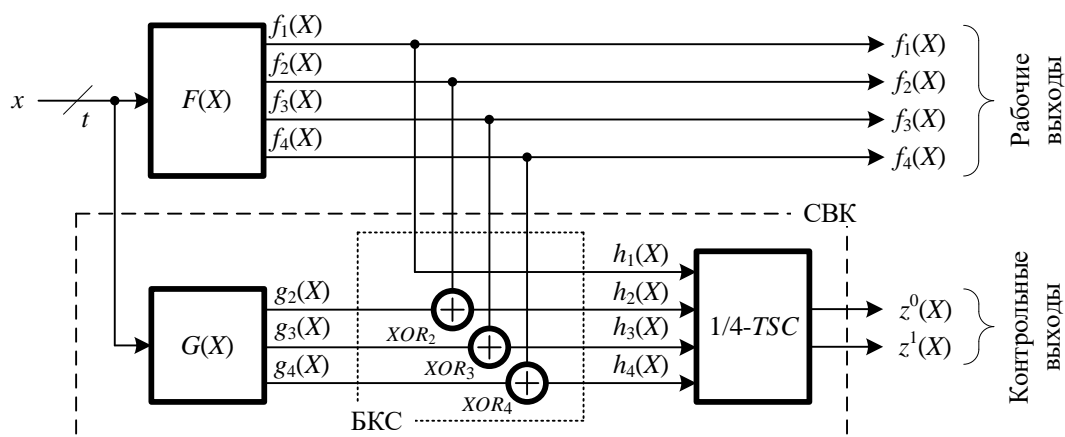 f₁(X)
f₂(X)
f₃(X)
f₄(X)
x
t
F(X)
f₁(X)
f₂(X)
f₃(X)
f₄(X)
Рабочие
выходы
СВК
h₁(X)
h₂(X)
h₃(X)
h₄(X)
g₂(X)
g₃(X)
g₄(X)
G(X)
XOR₂
XOR₃
XOR₄
БКС
1/4-TSC
z⁰(X)
z¹(X)
Контрольные
выходы